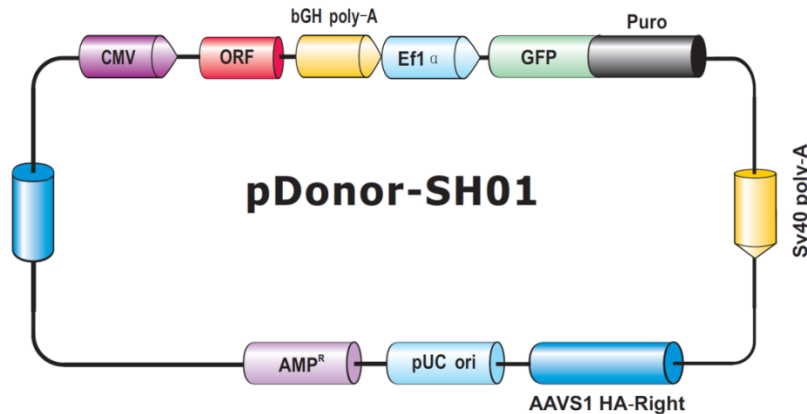 bGH poly-A
Puro
CMV
ORF
Ef1 α
GFP
pDonor-SH01
Sv40 poly-A
AMPᴿ
pUC ori
AAVS1 HA-Right